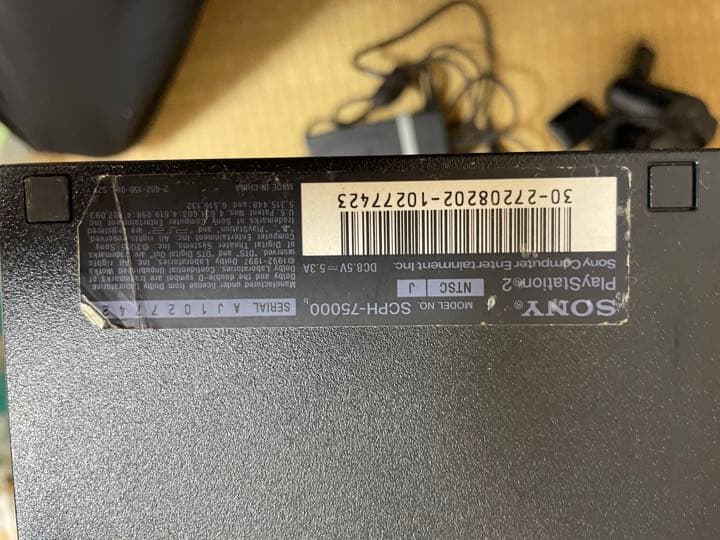 SONY®
PlayStation®2
Sony Computer Entertainment Inc.
MODEL NO. SCPH-75000 b
NTSC J
DC8.5V 5.3A
30-27208202-10277423
SERIAL A J 1 0 2 7 7 4 2
Manufactured under license from Dolby Laboratories.
Dolby and the double-D symbol are trademarks of
Dolby Laboratories. Confidential Unpublished Works
©1992-1997 Dolby Laboratories, Inc. All rights
reserved. "DTS" and "DTS Digital Out" are trademarks
of Digital Theater Systems, Inc. ©2005 Sony
Computer Entertainment Inc. All rights reserved.
"PlayStation" and
trademarks of Sony Computer Entertainment Inc.
U.S. Patent Nos.
MADE IN CHINA